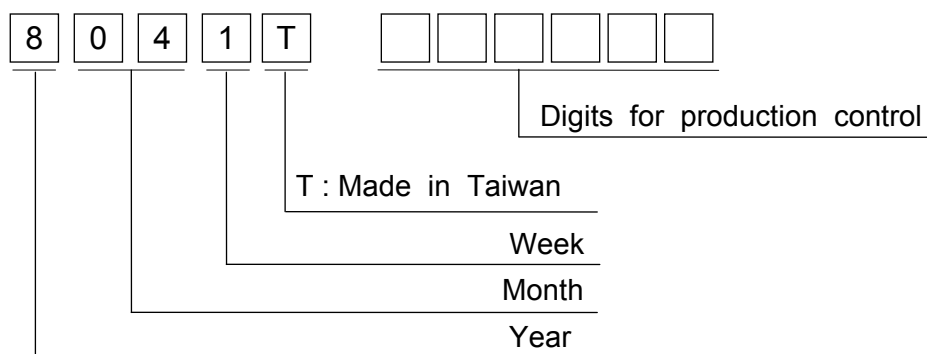 8 0 4 1 T
Digits for production control
T : Made in Taiwan
Week
Month
Year